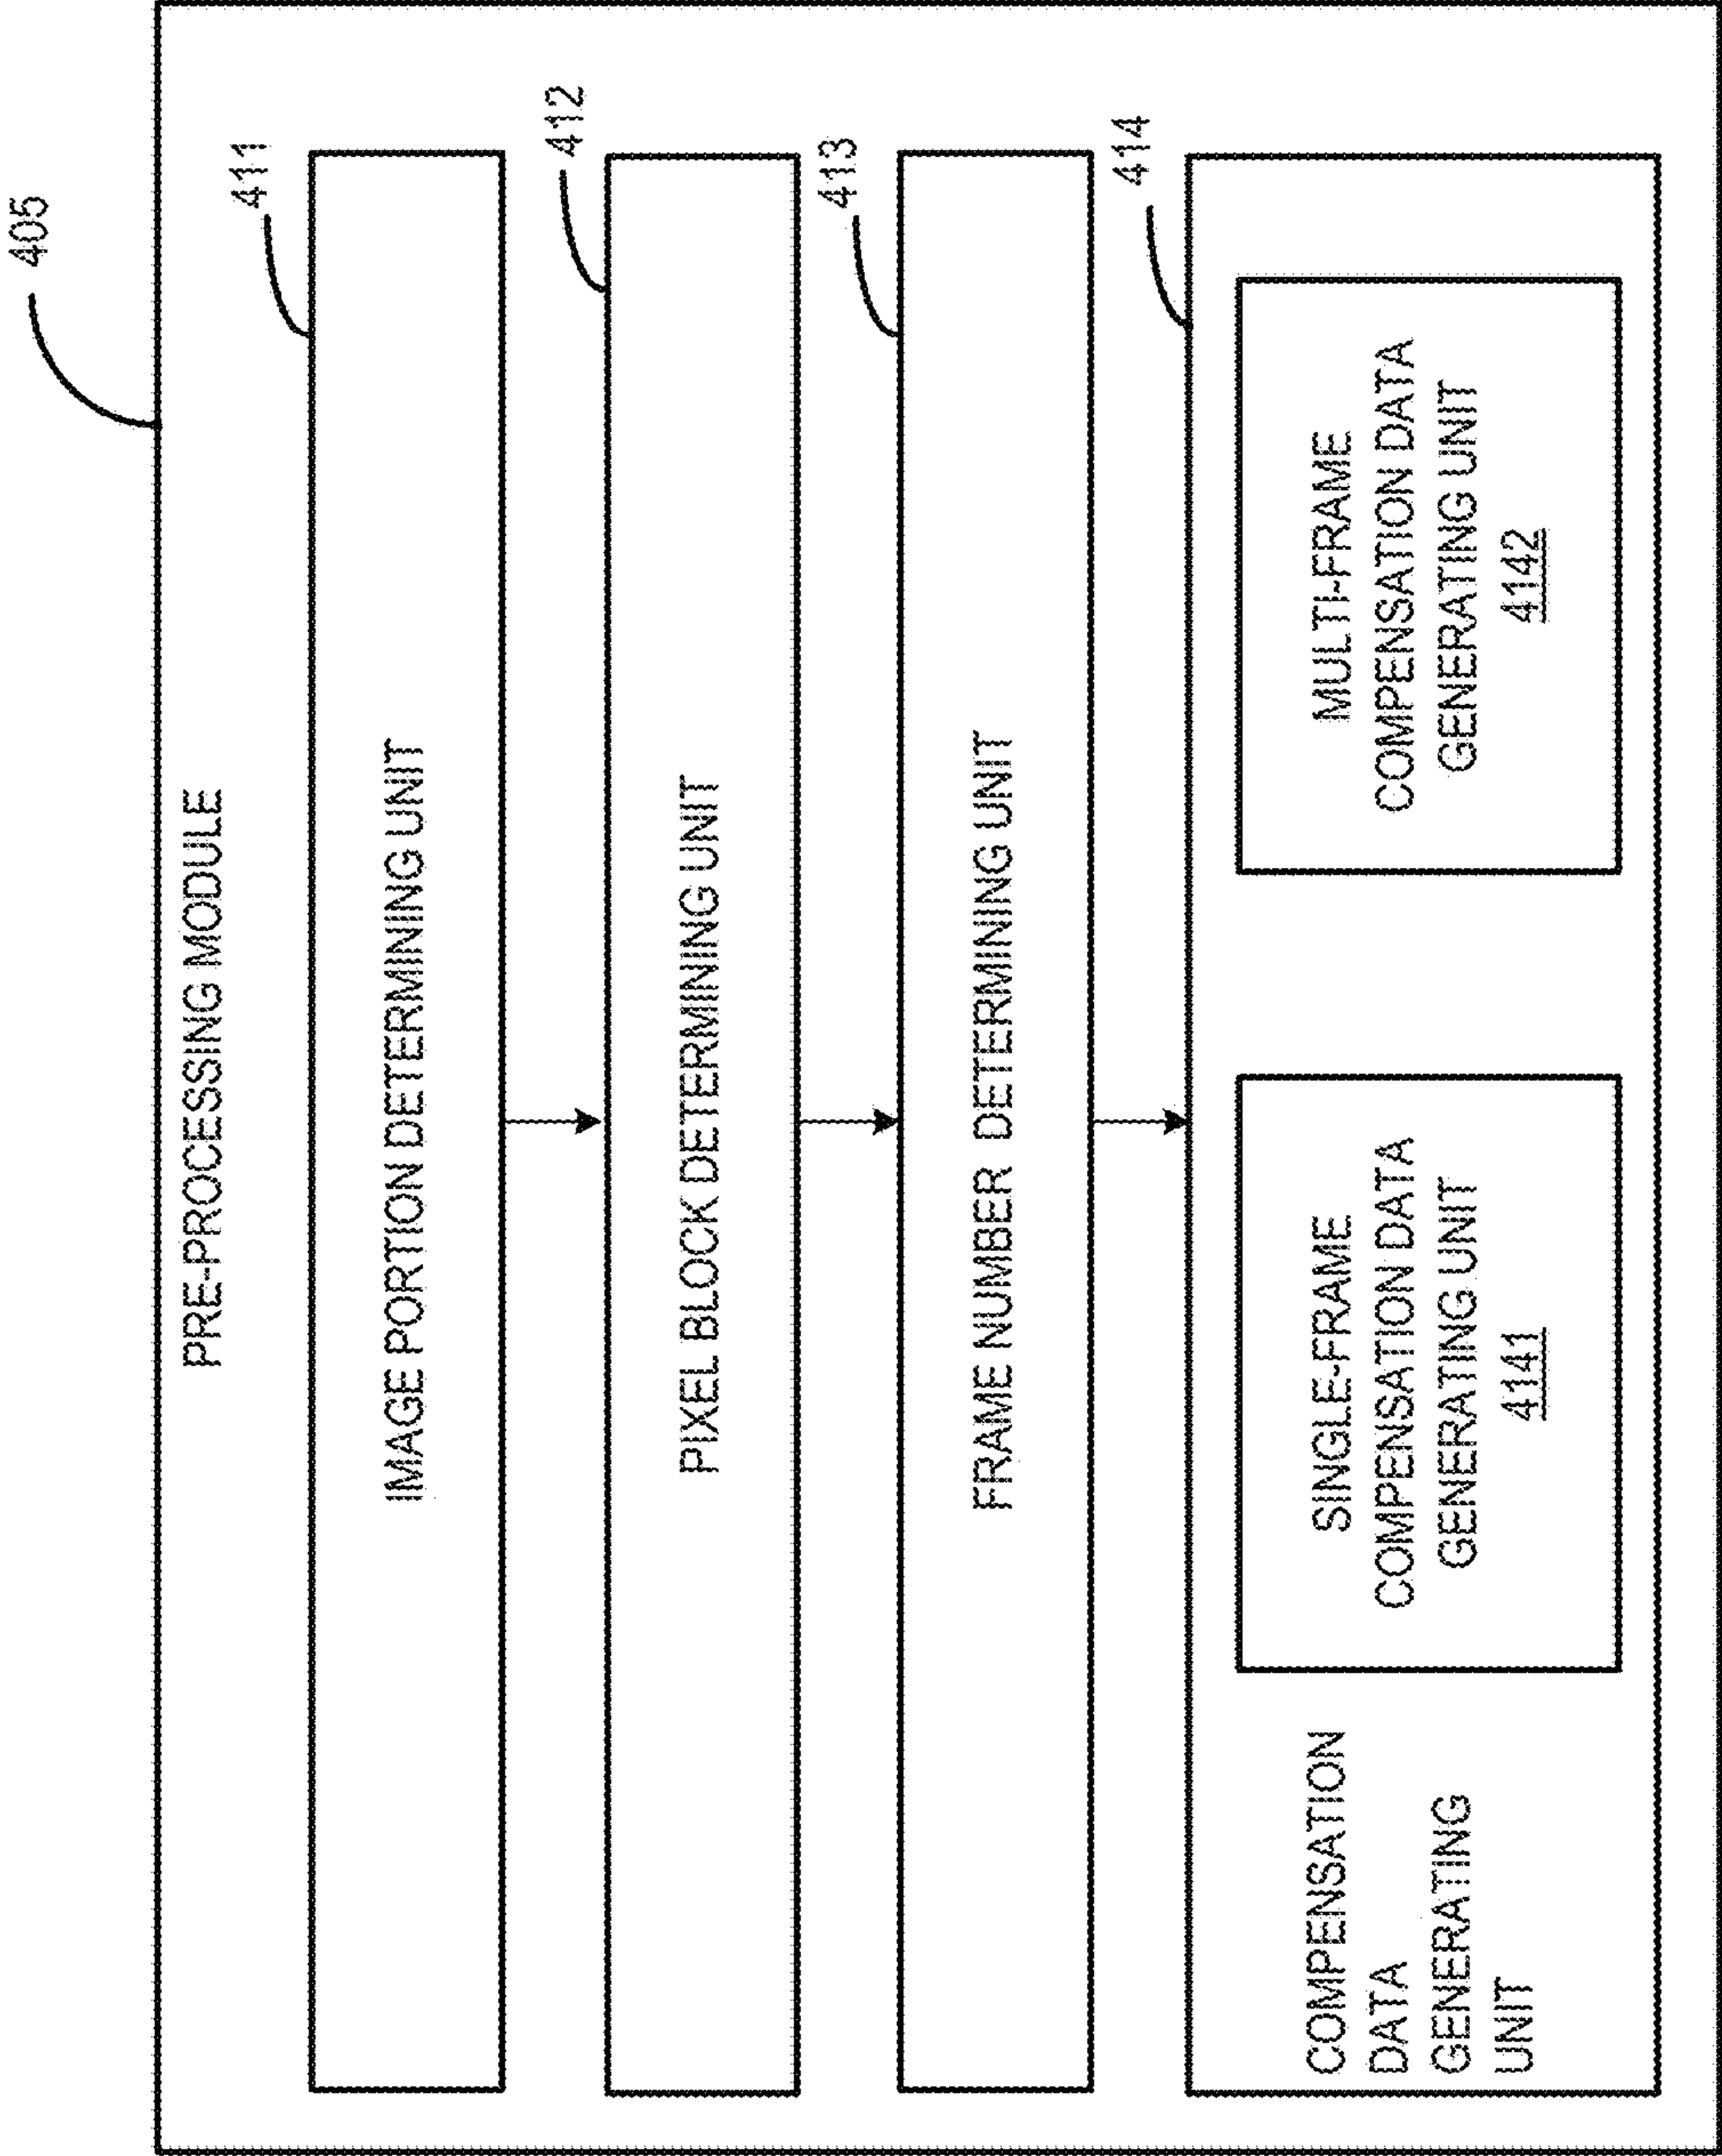 405
PRE-PROCESSING MODULE
411
IMAGE PORTION DETERMINING UNIT
412
PIXEL BLOCK DETERMINING UNIT
413
FRAME NUMBER DETERMINING UNIT
414
COMPENSATION
DATA
GENERATING
UNIT
SINGLE-FRAME
COMPENSATION DATA
GENERATING UNIT
4141
MULTI-FRAME
COMPENSATION DATA
GENERATING UNIT
4142